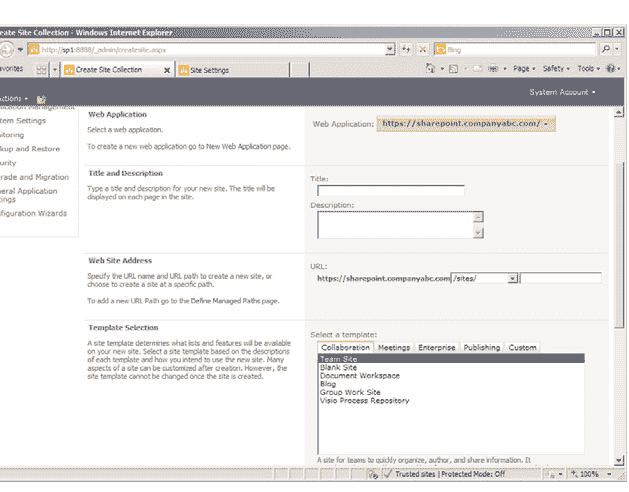 eate Site Collection - Windows Internet Explorer
http://sp1:8888/_admin/createsite.aspx
Bing
avorites
Create Site Collection
Site Settings
Page
Safety
Tools
ctions
System Account
tem Settings
nitoring
kup and Restore
urity
rade and Migration
eral Application
tings
figuration Wizards
Web Application
Select a web application.
To create a new web application go to New Web Application page.
Web Application: https://sharepoint.companyabc.com/
Title and Description
Type a title and description for your new site. The title will be
displayed on each page in the site.
Title:
Description:
Web Site Address
Specify the URL name and URL path to create a new site, or
choose to create a site at a specific path.
To add a new URL Path go to the Define Managed Paths page.
URL:
https://sharepoint.companyabc.com /sites/
Template Selection
A site template determines what lists and features will be available
on your new site. Select a site template based on the descriptions
of each template and how you intend to use the new site. Many
aspects of a site can be customized after creation. However, the
site template cannot be changed once the site is created.
Select a template:
Collaboration Meetings Enterprise Publishing Custom
Team Site
Blank Site
Document Workspace
Blog
Group Work Site
Visio Process Repository
A site for teams to quickly organize, author, and share information. It
Trusted sites | Protected Mode: Off
100%